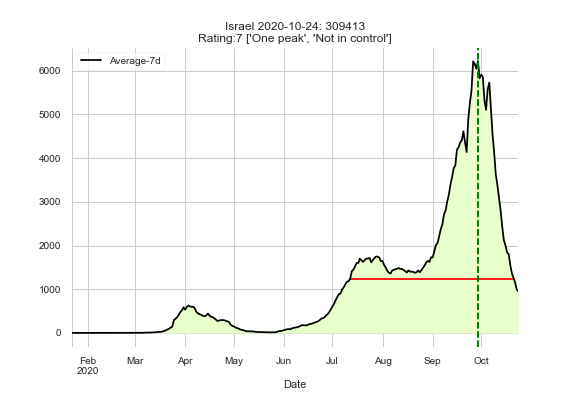 Israel 2020-10-24: 309413
Rating:7 ['One peak', 'Not in control']
Average-7d
6000
5000
4000
3000
2000
1000
0
Feb Mar Apr May Jun Jul Aug Sep Oct
2020
Date